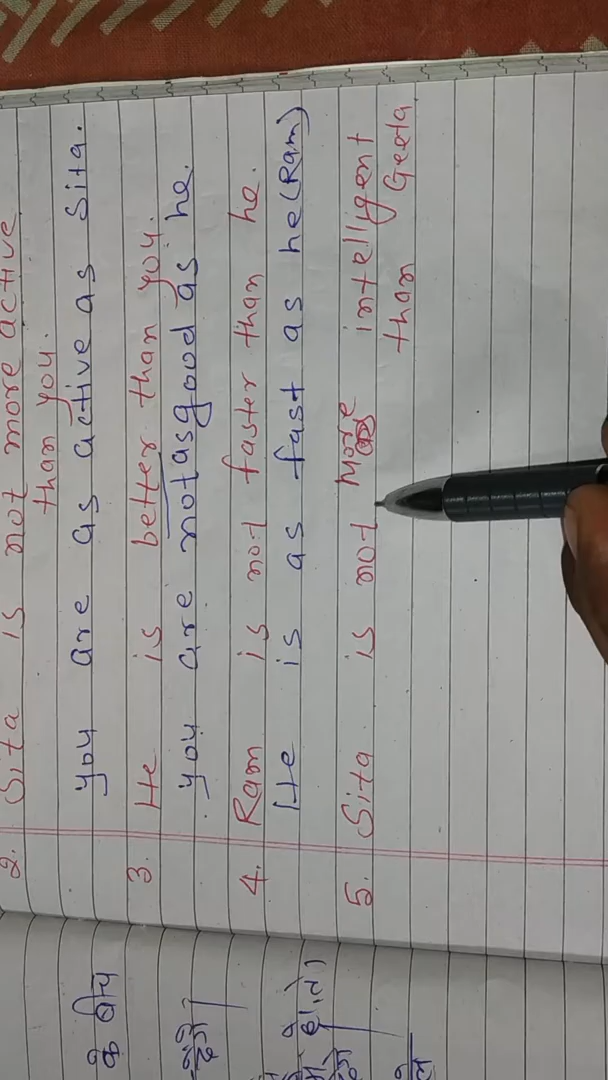 2. Sita is not more active
than you.
you are as active as Sita.
3. He is better than you.
you are not as good as he.
4. Ram is not faster than he.
He is as fast as he (Ram)
5. Sita is not More intelligent
than Geeta